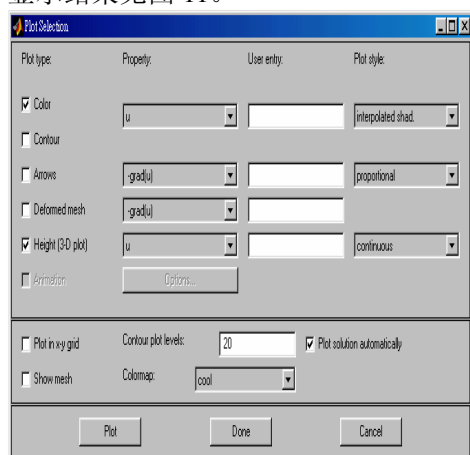 显示结果见图 11。
Plot Selection
Plot type: Property: User entry: Plot style:
Color u interpolated shad.
Contour
Arrows -grad(u) proportional
Deformed mesh -grad(u)
Height (3-D plot) u continuous
Animation Options...
Plot in x-y grid Contour plot levels: 20 Plot solution automatically
Show mesh Colormap: cool
Plot Done Cancel